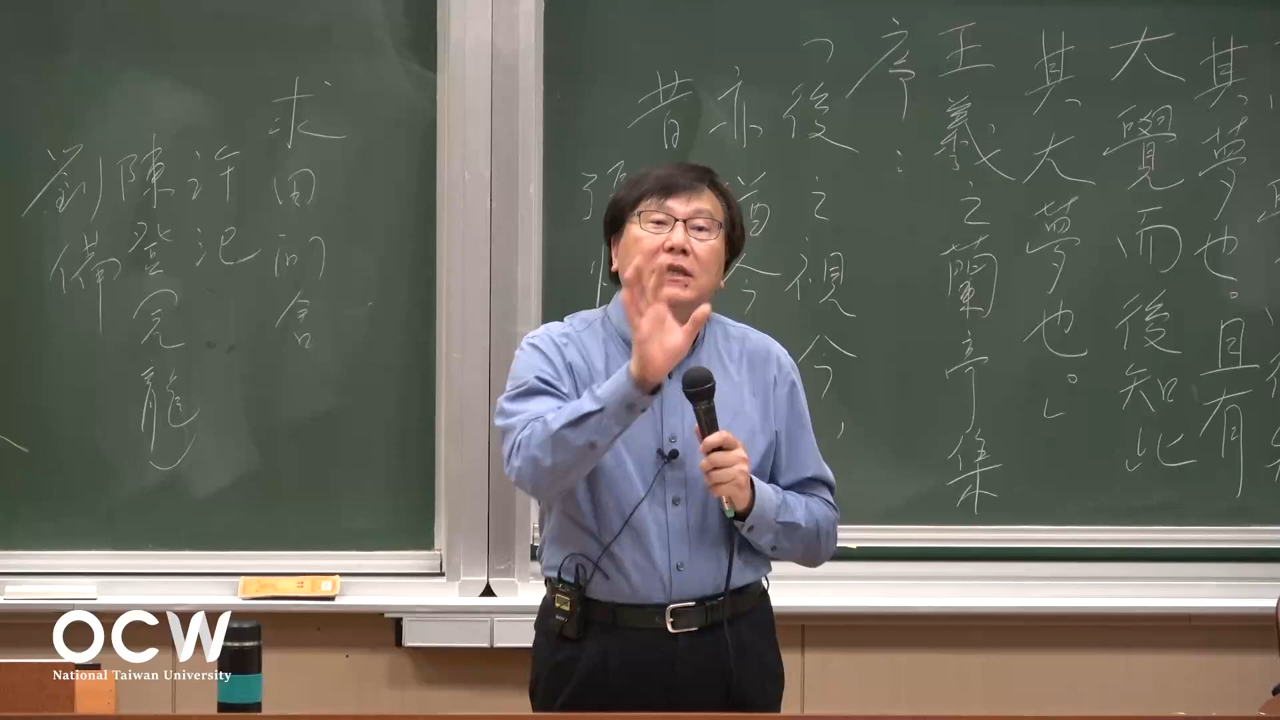 其夢也。且有
大覺而後知此
其大夢也。」
王羲之蘭亭集
序：
「後之視今，
亦猶今
昔
求田問舍
許汜
陳登元龍
劉備
OCW
National Taiwan University